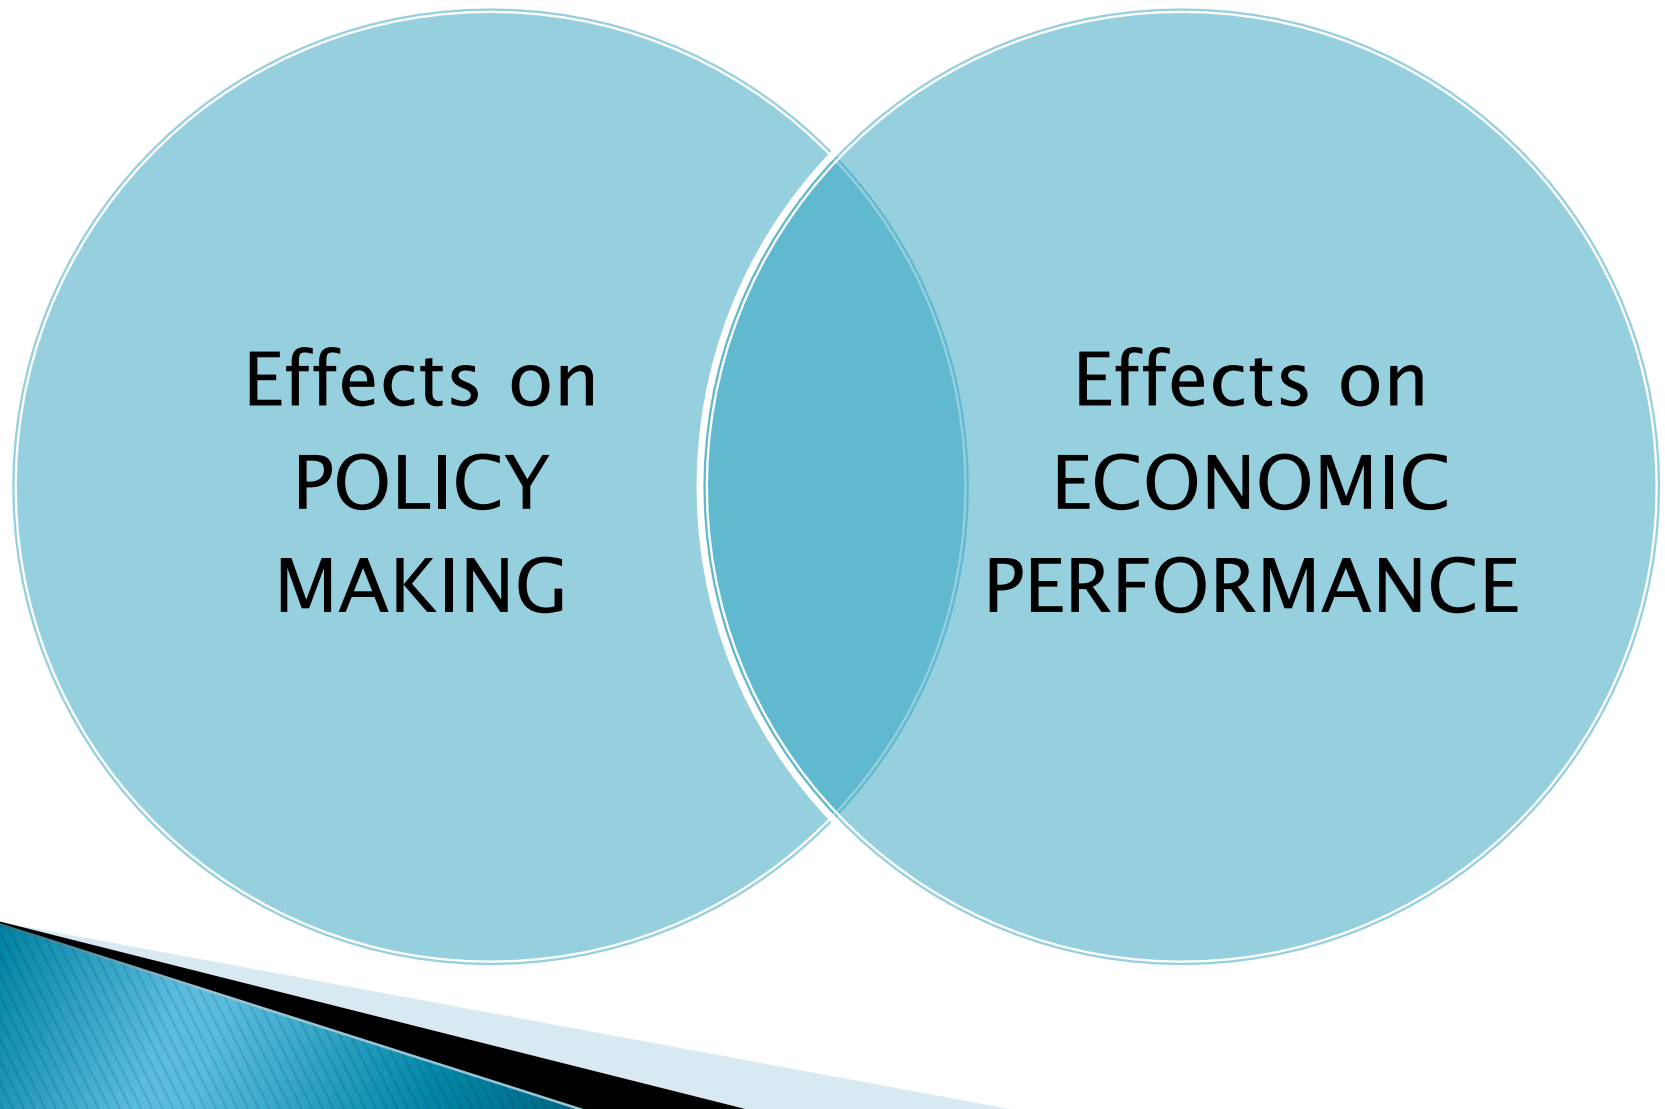 Effects on
POLICY
MAKING
Effects on
ECONOMIC
PERFORMANCE